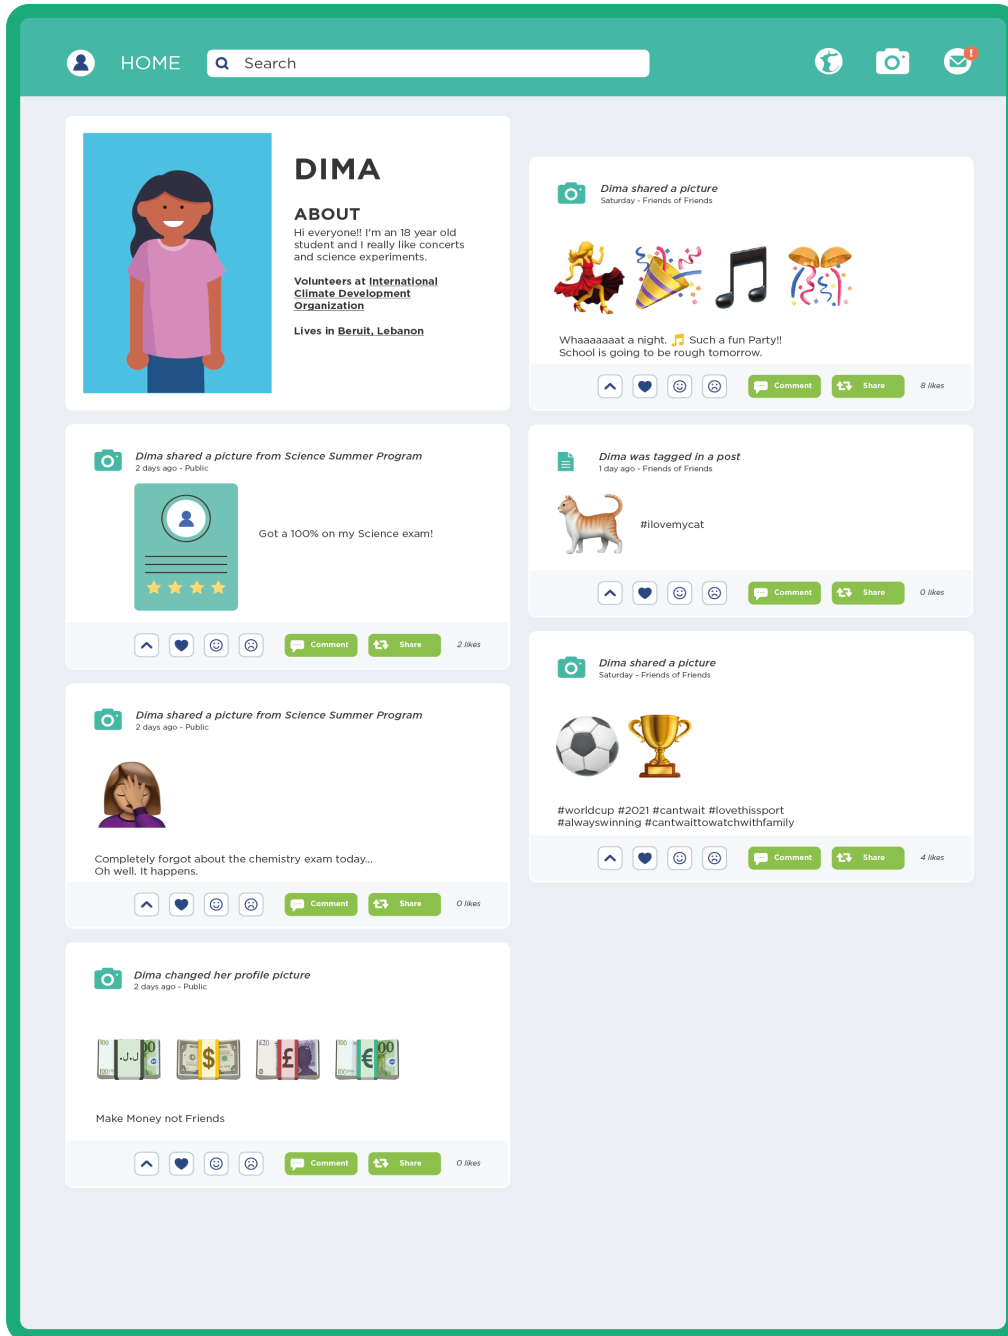 HOME
Search
DIMA
ABOUT
Hi everyone!! I'm an 18 year old
student and I really like concerts
and science experiments.
Volunteers at International
Climate Development
Organization
Lives in Beruit, Lebanon
Dima shared a picture from Science Summer Program
2 days ago - Public
Got a 100% on my Science exam!
Comment
Share
2 likes
Dima shared a picture from Science Summer Program
2 days ago - Public
Completely forgot about the chemistry exam today...
Oh well. It happens.
Comment
Share
0 likes
Dima changed her profile picture
2 days ago - Public
100
ل.ل.
00
100
$
£20
£
100
€
00
100
Make Money not Friends
Comment
Share
0 likes
Dima shared a picture
Saturday - Friends of Friends
Whaaaaaaat a night. 🎵 Such a fun Party!!
School is going to be rough tomorrow.
Comment
Share
8 likes
Dima was tagged in a post
1 day ago - Friends of Friends
#ilovemycat
Comment
Share
0 likes
Dima shared a picture
Saturday - Friends of Friends
#worldcup #2021 #cantwait #lovethissport
#alwayswinning #cantwaittowatchwithfamily
Comment
Share
4 likes